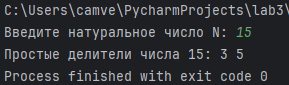 C:\Users\camve\PycharmProjects\lab3\
Введите натуральное число N: 15
Простые делители числа 15: 3 5
Process finished with exit code 0